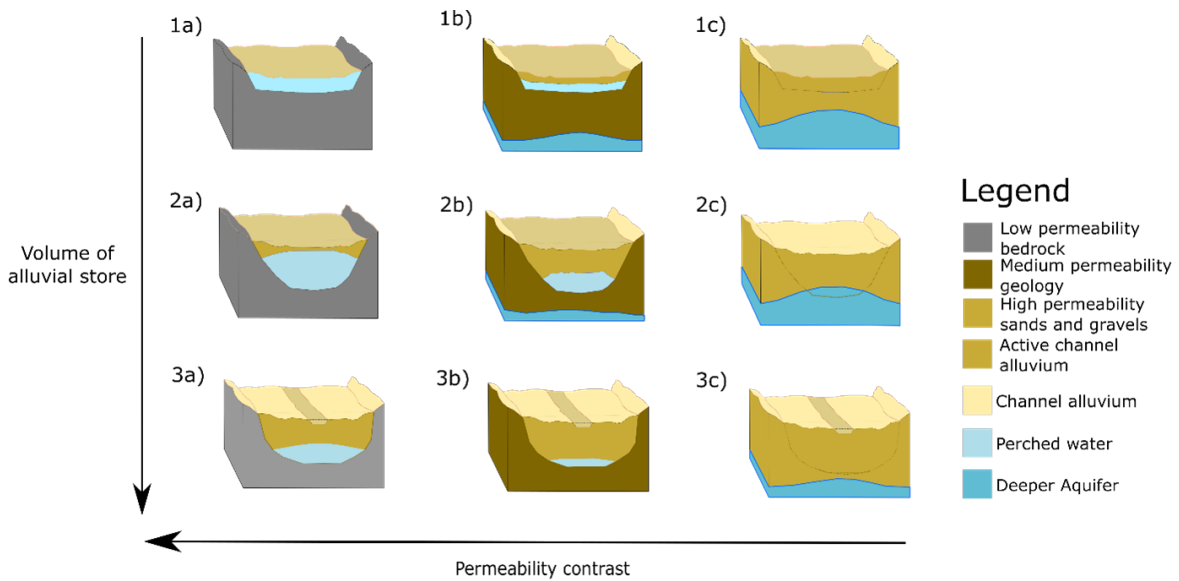 1a)
1b)
1c)
2a)
2b)
2c)
3a)
3b)
3c)
Volume of
alluvial store
Permeability contrast
Legend
Low permeability
bedrock
Medium permeability
geology
High permeability
sands and gravels
Active channel
alluvium
Channel alluvium
Perched water
Deeper Aquifer